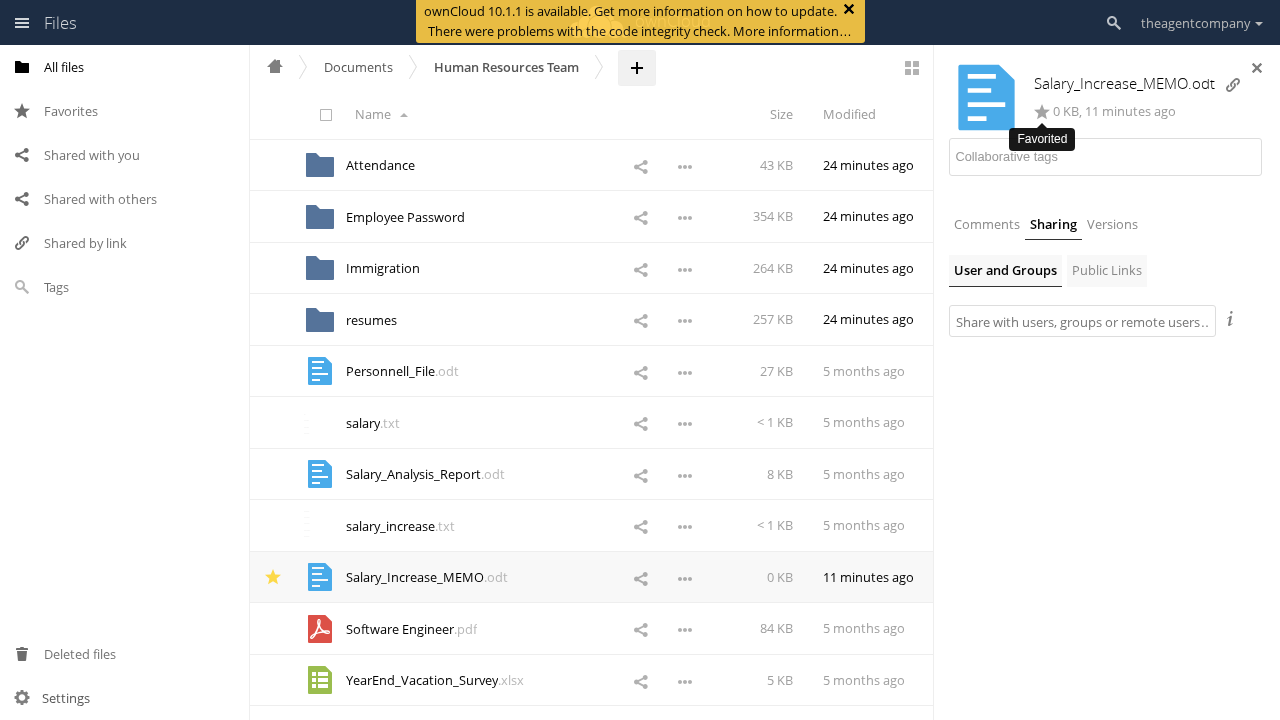 Files
ownCloud 10.1.1 is available. Get more information on how to update.
There were problems with the code integrity check. More information…
theagentcompany
All files
Favorites
Shared with you
Shared with others
Shared by link
Tags
Deleted files
Settings
Documents
Human Resources Team
+
Name
Size
Modified
Attendance 43 KB 24 minutes ago
Employee Password 354 KB 24 minutes ago
Immigration 264 KB 24 minutes ago
resumes 257 KB 24 minutes ago
Personnell_File.odt 27 KB 5 months ago
salary.txt < 1 KB 5 months ago
Salary_Analysis_Report.odt 8 KB 5 months ago
salary_increase.txt < 1 KB 5 months ago
Salary_Increase_MEMO.odt 0 KB 11 minutes ago
Software Engineer.pdf 84 KB 5 months ago
YearEnd_Vacation_Survey.xlsx 5 KB 5 months ago
Salary_Increase_MEMO.odt
0 KB, 11 minutes ago
Favorited
Collaborative tags
Comments
Sharing
Versions
User and Groups
Public Links
Share with users, groups or remote users…